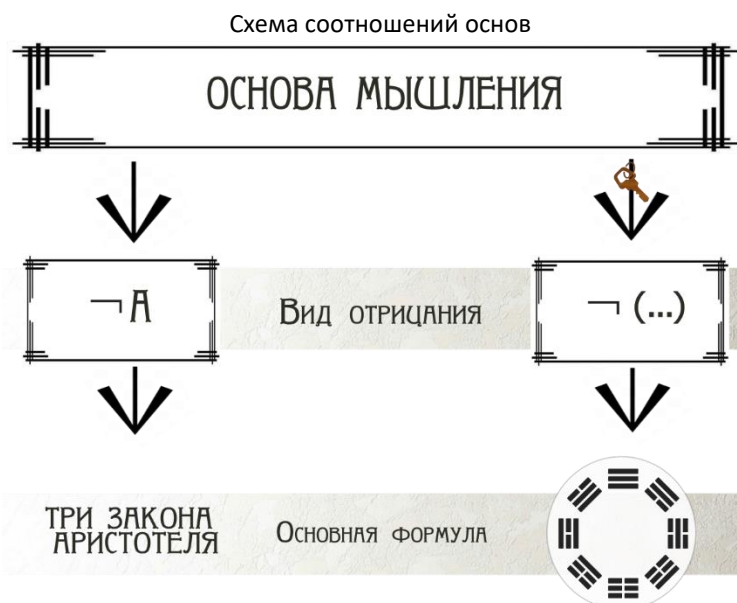 Схема соотношений основ
ОСНОВА МЫШЛЕНИЯ
¬ А
Вид отрицания
¬ (...)
ТРИ ЗАКОНА
АРИСТОТЕЛЯ
Основная формула